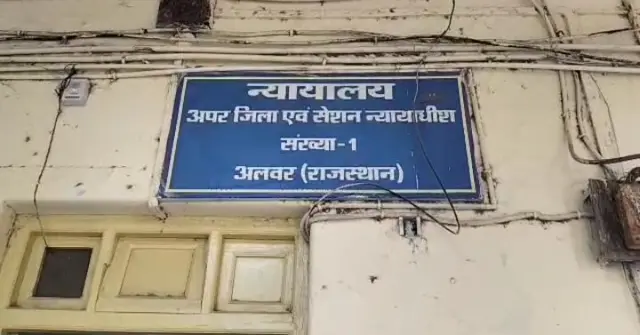 न्यायालय
अपर जिला एवं सेशन न्यायाधीश
संख्या-1
अलवर (राजस्थान)